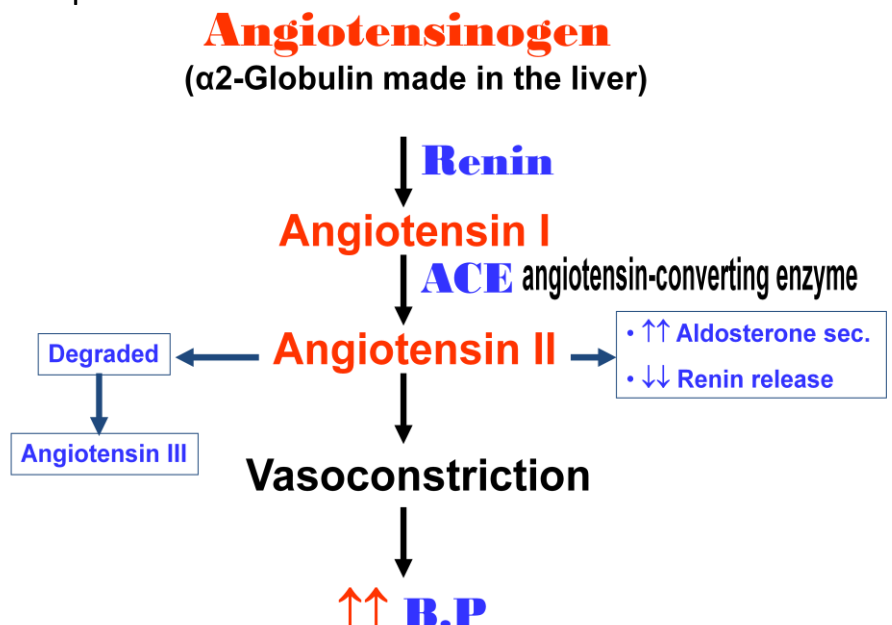 Angiotensinogen
(α2-Globulin made in the liver)
Renin
Angiotensin I
ACE angiotensin-converting enzyme
Degraded
Angiotensin II
• ↑↑ Aldosterone sec.
• ↓↓ Renin release
Angiotensin III
Vasoconstriction
↑↑ B.P